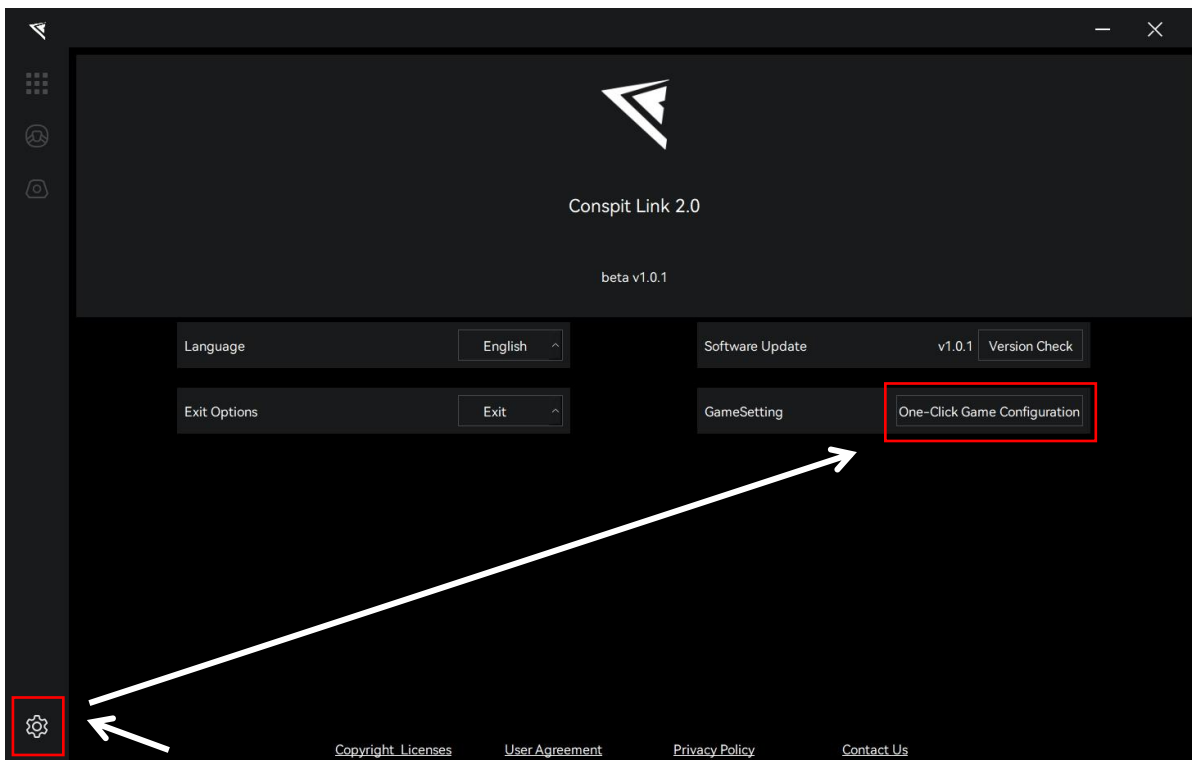 Conspit Link 2.0
beta v1.0.1
Language English
Software Update v1.0.1 Version Check
Exit Options Exit
GameSetting One-Click Game Configuration
Copyright Licenses User Agreement Privacy Policy Contact Us